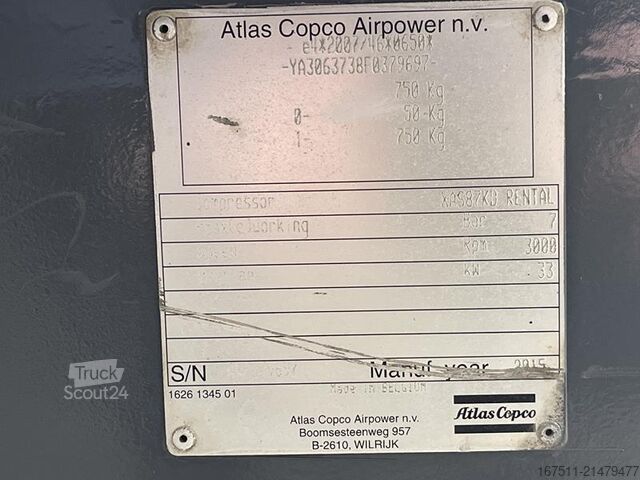 Atlas Copco Airpower n.v.
e4*2007/46*0650*
-YA3063738F0379697-
750 Kg
0- 50 Kg
1- 750 Kg
XAS87KD RENTAL
Bar 7
RPM 3000
KW 33
S/N Manuf. year 2015
1626 1345 01
Made in BELGIUM
Atlas Copco Airpower n.v.
Boomsesteenweg 957
B-2610, WILRIJK
Atlas Copco
Truck
Scout24
167511-21479477